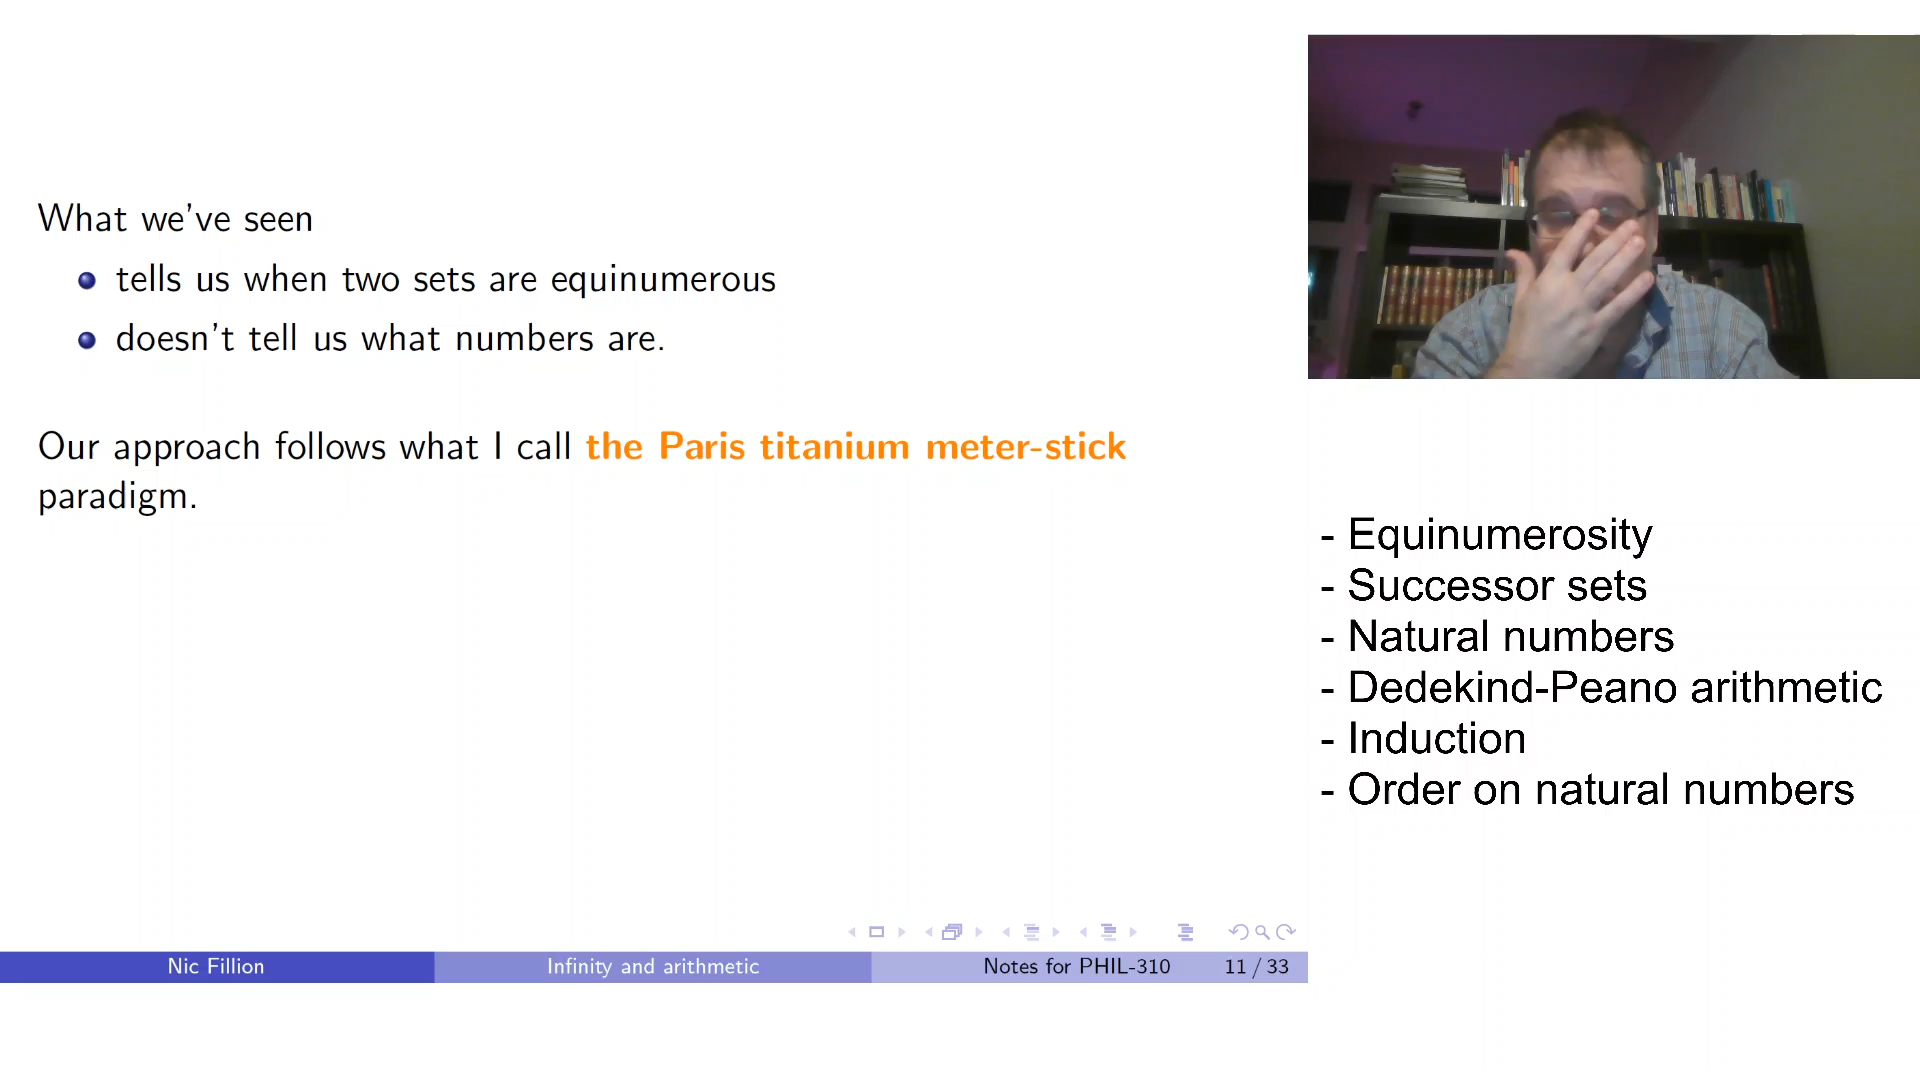 What we've seen
tells us when two sets are equinumerous
doesn't tell us what numbers are.
Our approach follows what I call the Paris titanium meter-stick
paradigm.
- Equinumerosity
- Successor sets
- Natural numbers
- Dedekind-Peano arithmetic
- Induction
- Order on natural numbers
Nic Fillion Infinity and arithmetic Notes for PHIL-310 11 / 33